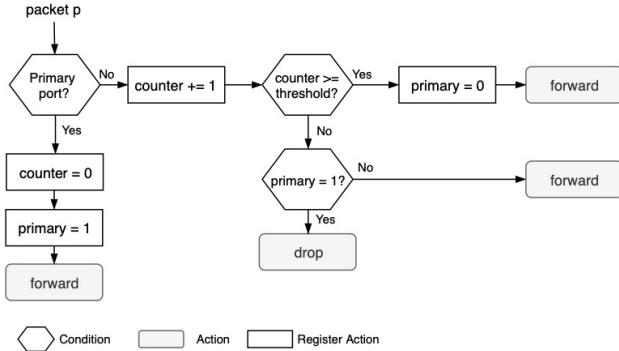 packet p
Primary
port?
No
counter += 1
counter >=
threshold?
Yes
primary = 0
forward
Yes
No
counter = 0
primary = 1?
No
forward
primary = 1
Yes
drop
forward
Condition
Action
Register Action